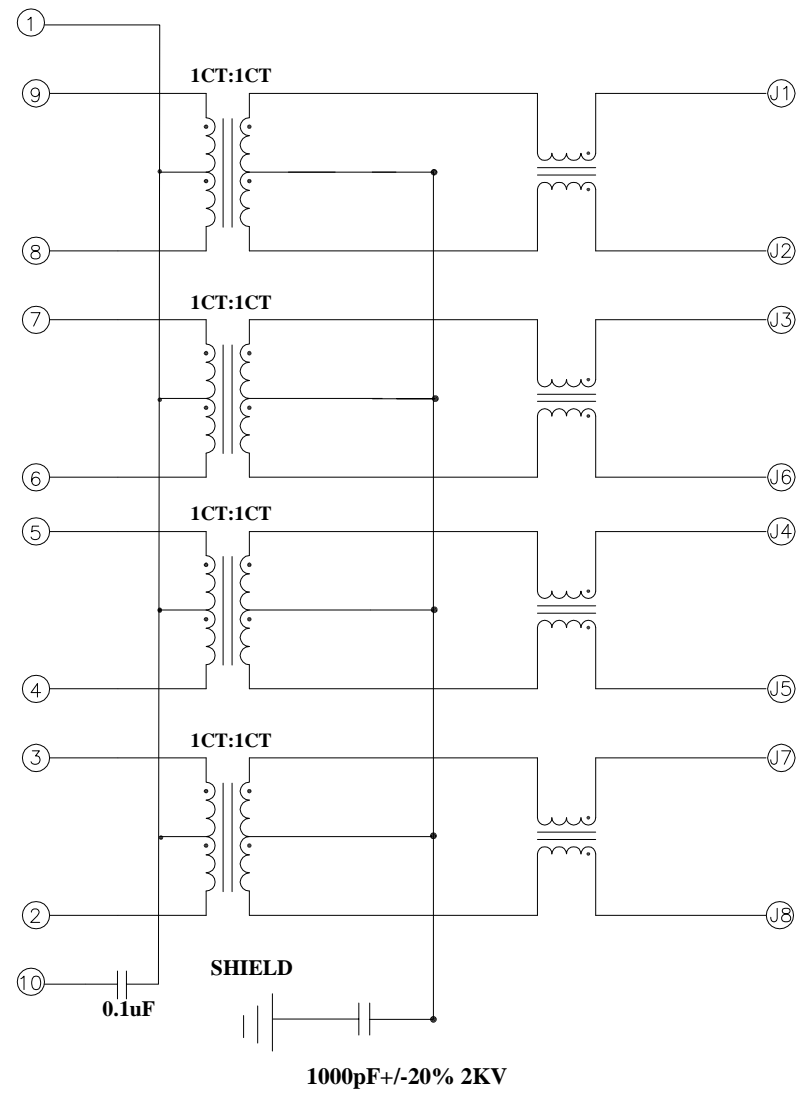 1
1CT:1CT
9 J1
8 J2
1CT:1CT
7 J3
6 J6
1CT:1CT
5 J4
4 J5
1CT:1CT
3 J7
2 J8
SHIELD
10
0.1uF
1000pF+/-20% 2KV